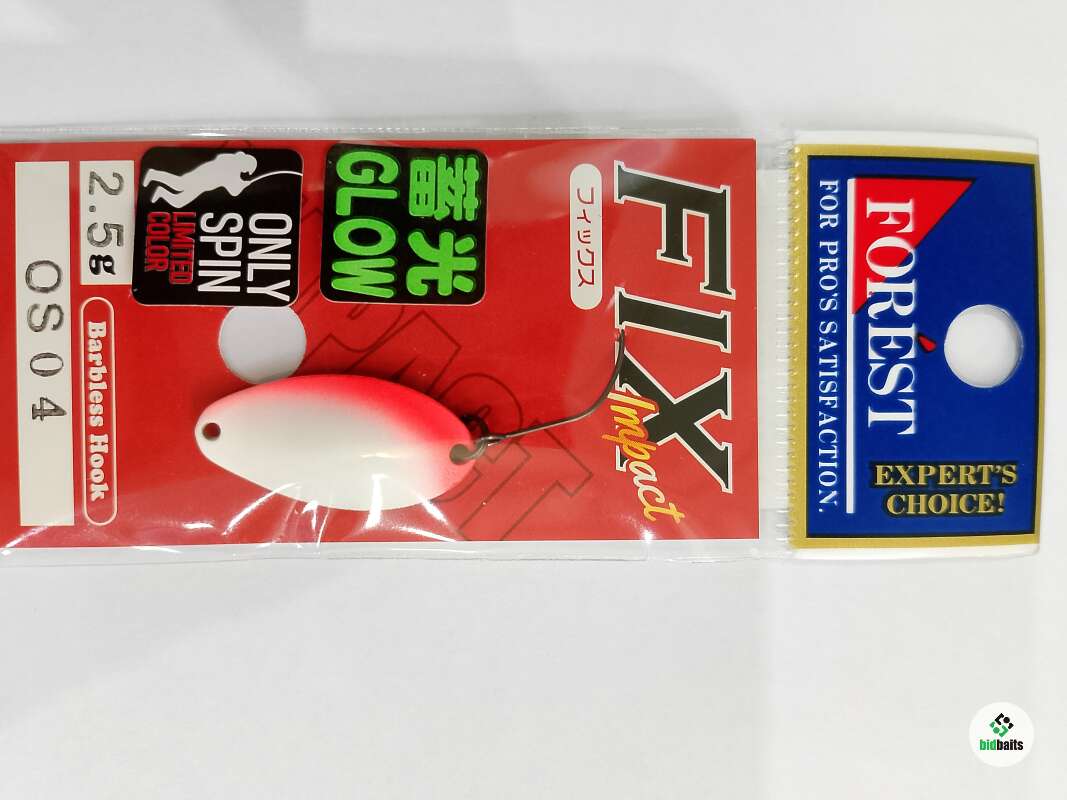 FORÉST
FOR PRO'S SATISFACTION.
EXPERT'S
CHOICE!
FIX
Impact
フィックス
蓄光
GLOW
ONLY
SPIN
LIMITED
COLOR
2.5g
Barbless Hook
OS04
bidbaits